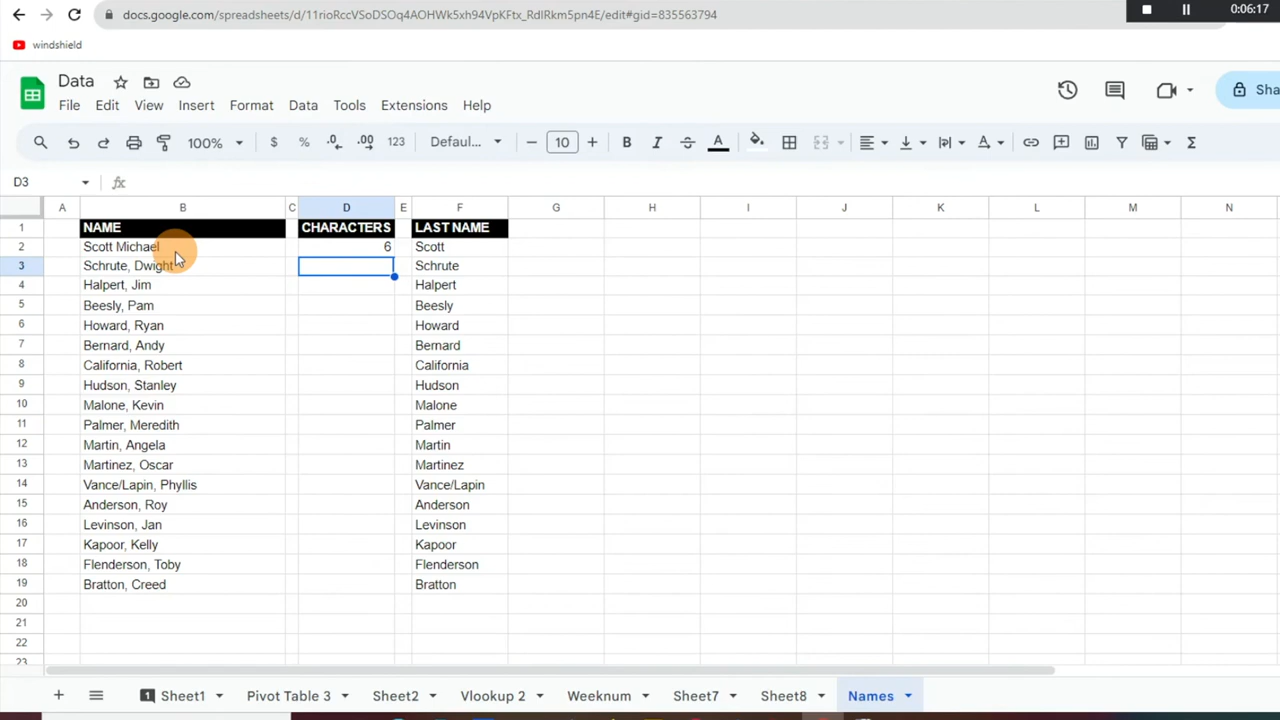 docs.google.com/spreadsheets/d/11rioRccVSoDSOq4AOHWk5xh94VpKFtx_RdlRkm5pn4E/edit#gid=835563794
0:06:17
windshield
Data
File Edit View Insert Format Data Tools Extensions Help
Sha
100% $ % .0 .00 123 Defaul... 10 B I S A
D3 fx
A B C D E F G H I J K L M N
1 NAME CHARACTERS LAST NAME
2 Scott Michael 6 Scott
3 Schrute, Dwight Schrute
4 Halpert, Jim Halpert
5 Beesly, Pam Beesly
6 Howard, Ryan Howard
7 Bernard, Andy Bernard
8 California, Robert California
9 Hudson, Stanley Hudson
10 Malone, Kevin Malone
11 Palmer, Meredith Palmer
12 Martin, Angela Martin
13 Martinez, Oscar Martinez
14 Vance/Lapin, Phyllis Vance/Lapin
15 Anderson, Roy Anderson
16 Levinson, Jan Levinson
17 Kapoor, Kelly Kapoor
18 Flenderson, Toby Flenderson
19 Bratton, Creed Bratton
20
21
22
23
1 Sheet1 Pivot Table 3 Sheet2 Vlookup 2 Weeknum Sheet7 Sheet8 Names